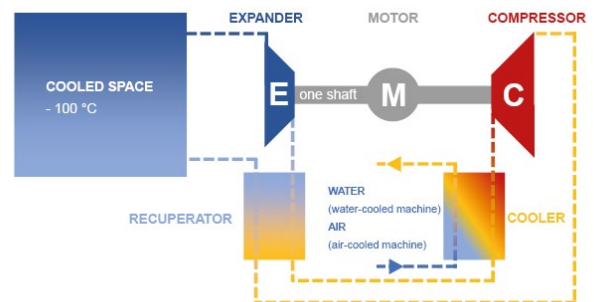 EXPANDER
MOTOR
COMPRESSOR
COOLED SPACE
- 100 °C
E
one shaft
M
C
WATER
(water-cooled machine)
AIR
(air-cooled machine)
RECUPERATOR
COOLER